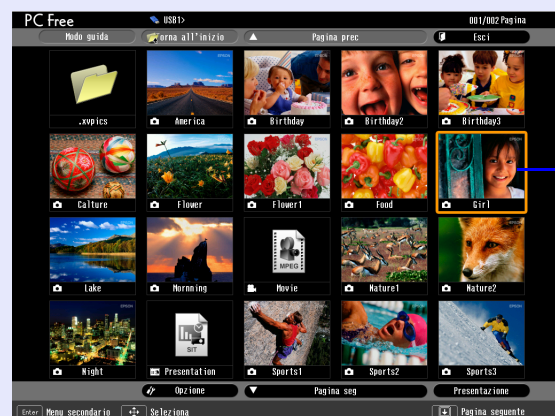 PC Free USB1> 001/002 Pagina
Modo guida Torna all'inizio Pagina prec Esci
.xvpics America Birthday Birthday2 Birthday3
Calture Flower Flower1 Food Girl
MPEG
Lake Mornning Movie Nature1 Nature2
SIT
Night Presentation Sports1 Sports2 Sports3
Opzione Pagina seg Presentazione
Enter Menu secondario Seleziona Pagina seguente